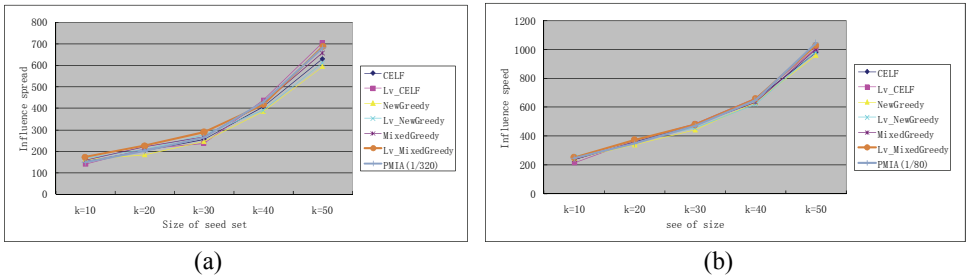 800
700
600
500
400
300
200
100
0
Influence spread
k=10 k=20 k=30 k=40 k=50
Size of seed set
CELF
Lv_CELF
NewGreedy
Lv_NewGreedy
MixedGreedy
Lv_MixedGreedy
PMIA(1/320)
(a)
1200
1000
800
600
400
200
0
Influence speed
k=10 k=20 k=30 k=40 k=50
see of size
CELF
Lv_CELF
NewGreedy
Lv_NewGreedy
MixedGreedy
Lv_MixedGreedy
PMIA(1/80)
(b)